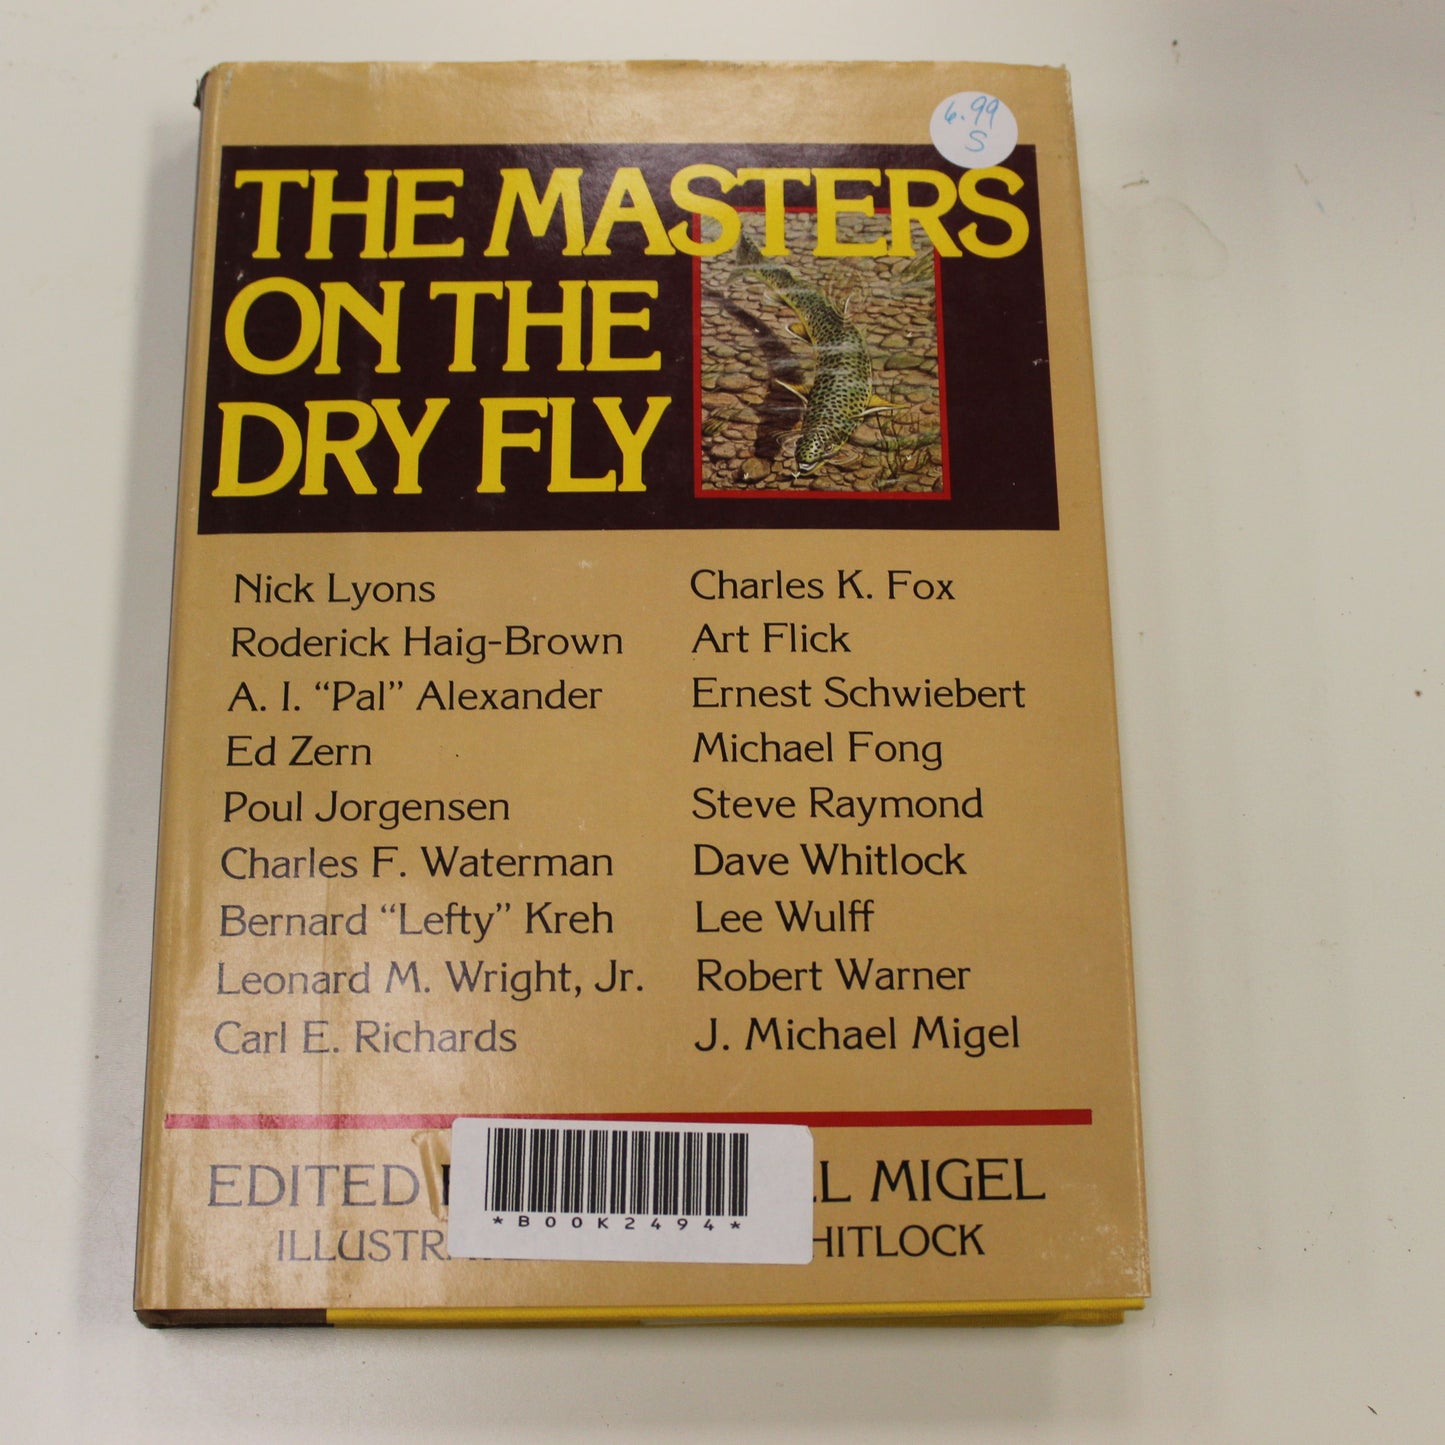 6.99
S
THE MASTERS
ON THE
DRY FLY
Nick Lyons
Roderick Haig-Brown
A. I. “Pal” Alexander
Ed Zern
Poul Jorgensen
Charles F. Waterman
Bernard “Lefty” Kreh
Leonard M. Wright, Jr.
Carl E. Richards
Charles K. Fox
Art Flick
Ernest Schwiebert
Michael Fong
Steve Raymond
Dave Whitlock
Lee Wulff
Robert Warner
J. Michael Migel
EDITED MIGEL
*BOOK2494*